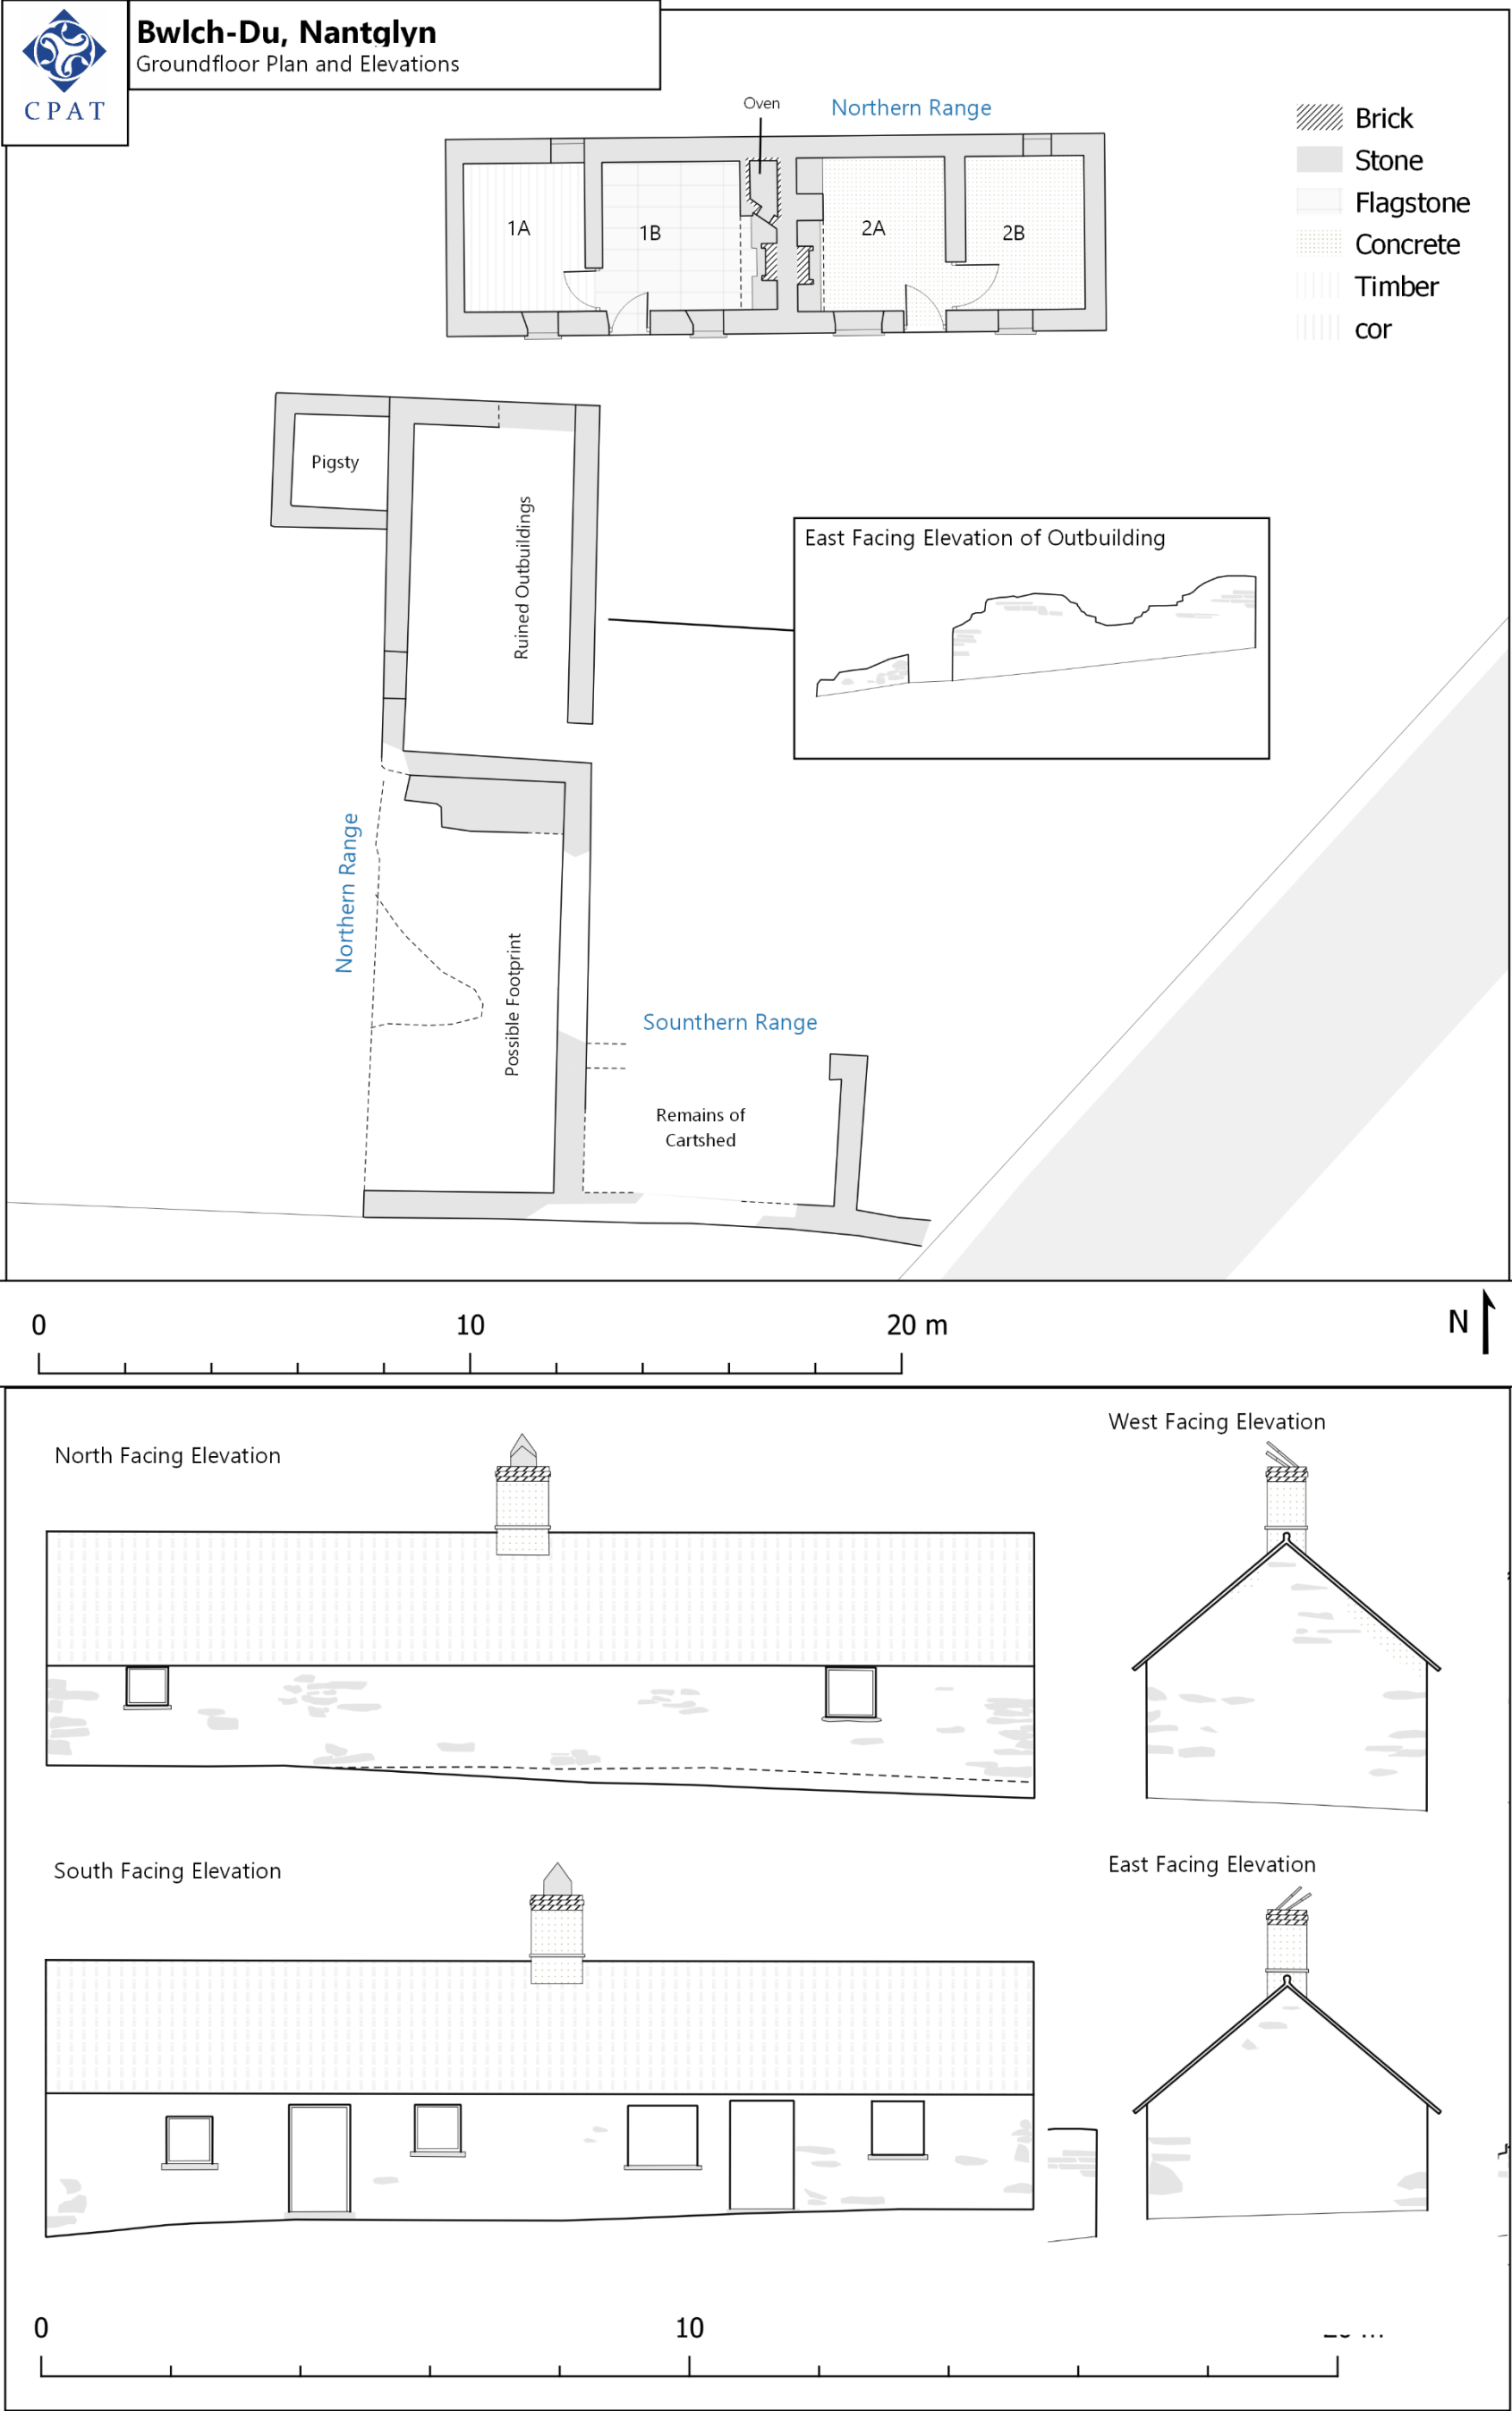 Bwlch-Du, Nantglyn
Groundfloor Plan and Elevations
CPAT
Oven
Northern Range
Brick
Stone
Flagstone
Concrete
Timber
cor
1A
1B
2A
2B
Pigsty
Ruined Outbuildings
East Facing Elevation of Outbuilding
Northern Range
Possible Footprint
Sounthern Range
Remains of
Cartshed
0 10 20 m
N
North Facing Elevation
West Facing Elevation
South Facing Elevation
East Facing Elevation
0 10